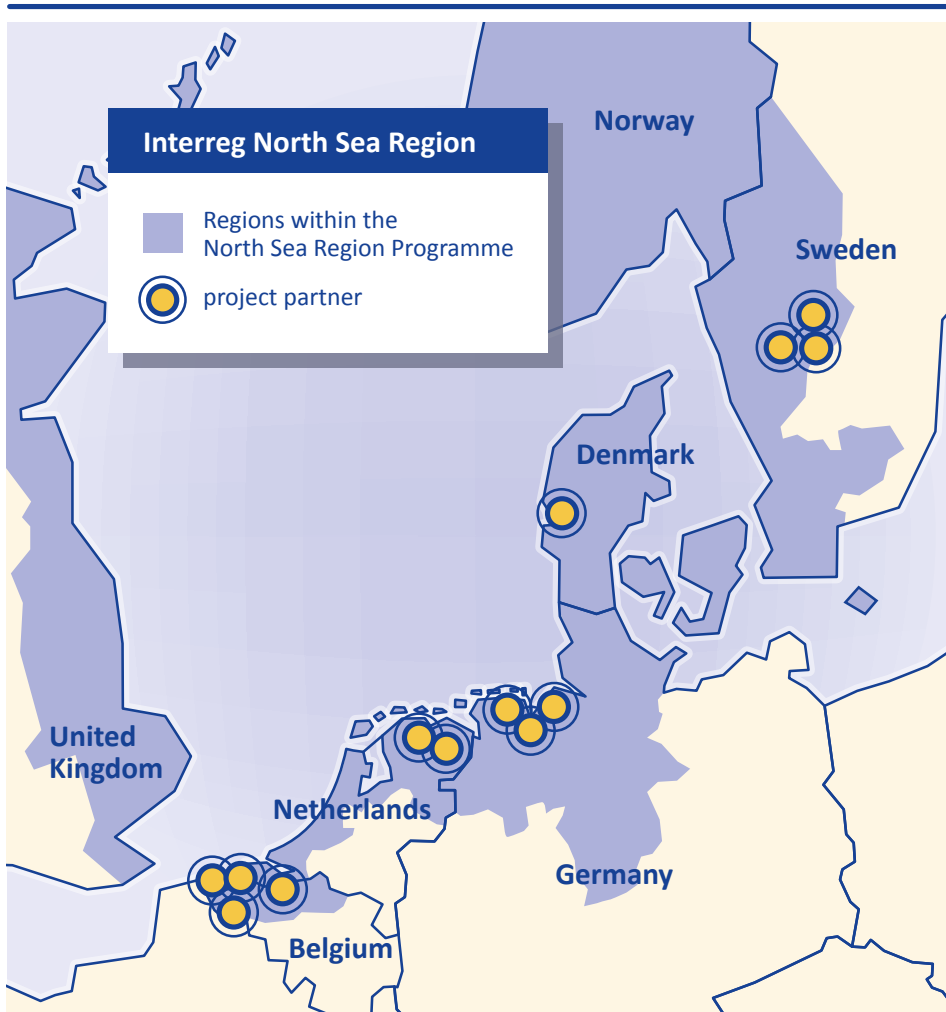 Interreg North Sea Region
Regions within the
North Sea Region Programme
project partner
Norway
Sweden
Denmark
United
Kingdom
Netherlands
Germany
Belgium